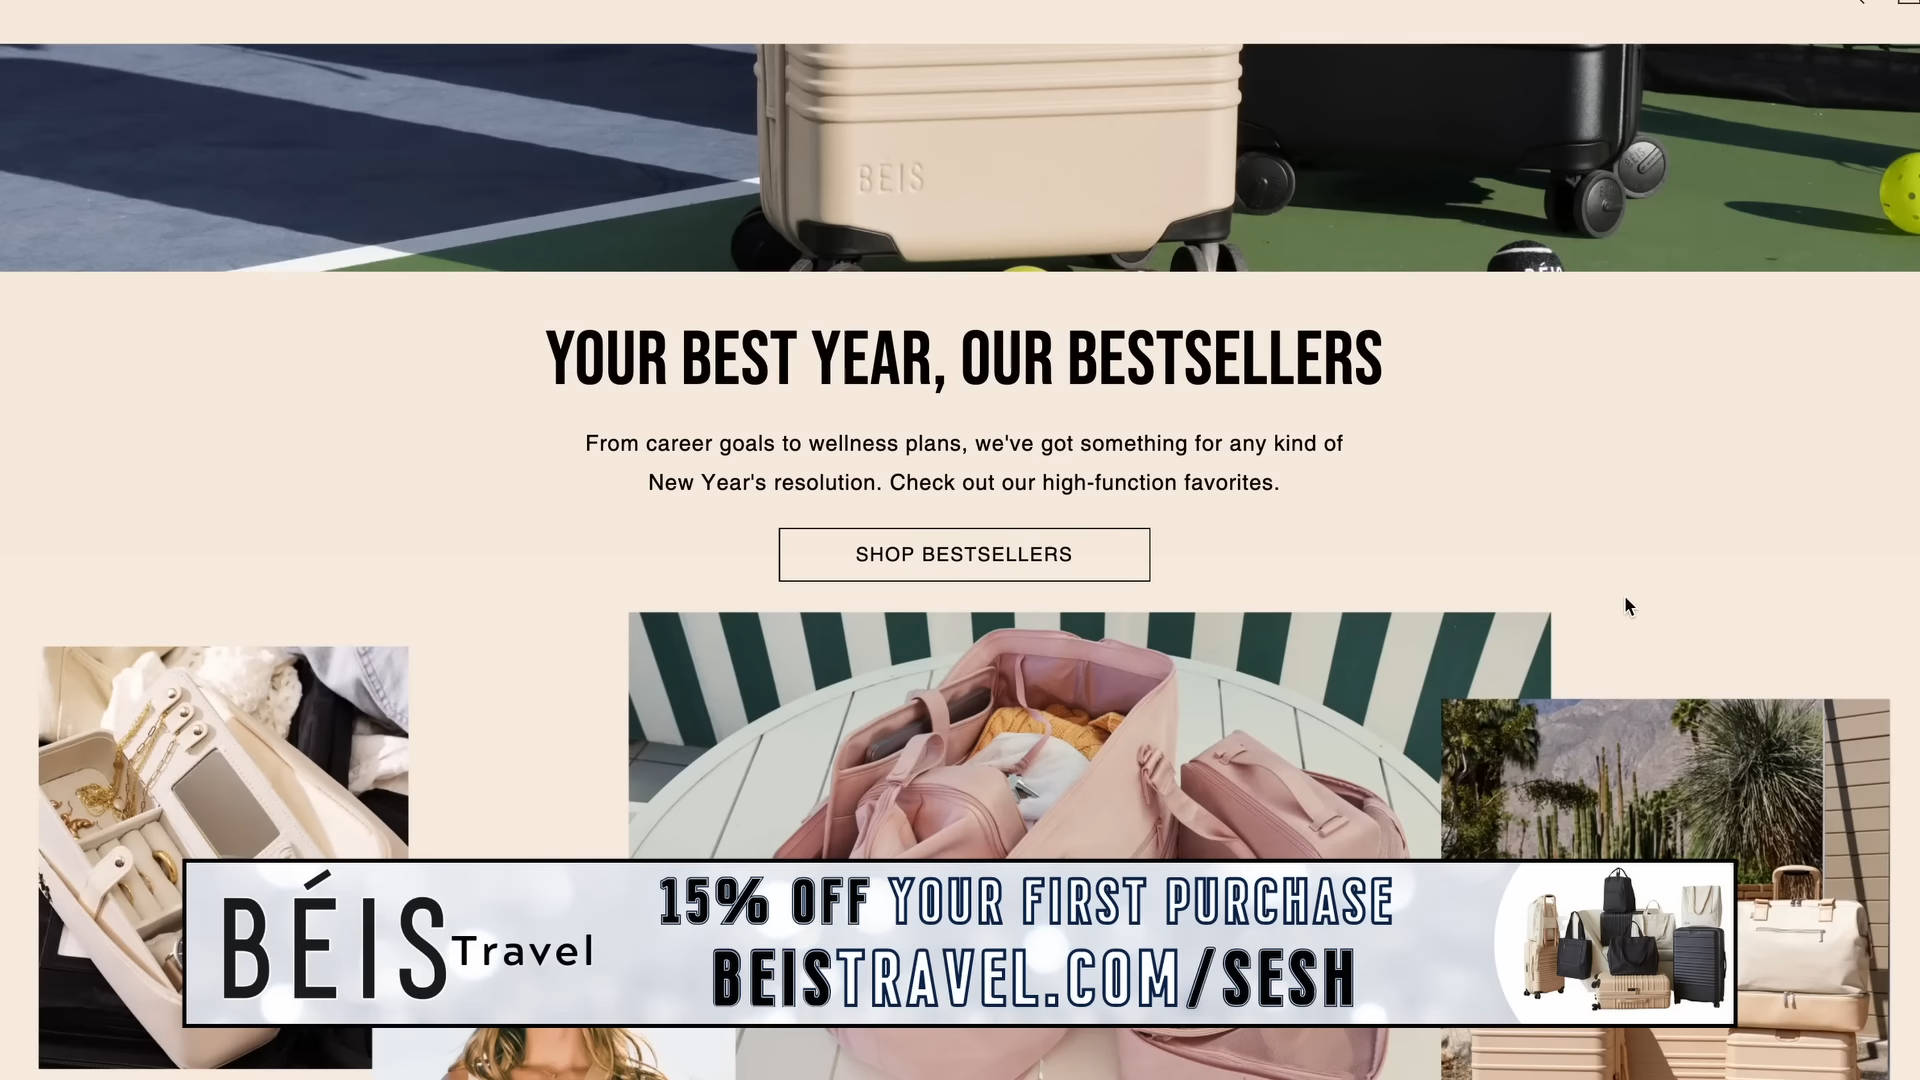 BÉIS
BÉIS
BÉIS
YOUR BEST YEAR, OUR BESTSELLERS
From career goals to wellness plans, we've got something for any kind of
New Year's resolution. Check out our high-function favorites.
SHOP BESTSELLERS
BÉIS Travel
15% OFF YOUR FIRST PURCHASE
BEISTRAVEL.COM/SESH